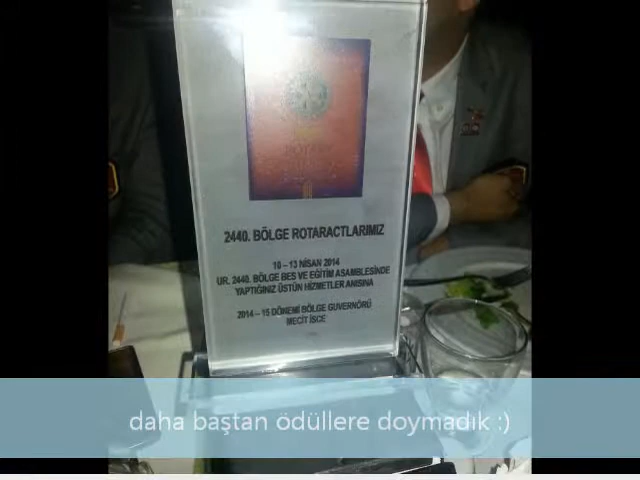 2440. BÖLGE ROTARACTLARIMIZ
10 – 13 NİSAN 2014
UR. 2440. BÖLGE BES VE EĞİTİM ASAMBLESİNDE
YAPTIĞINIZ ÜSTÜN HİZMETLER ANISINA
2014 – 15 DÖNEMİ BÖLGE GUVERNÖRÜ
MECİT İSCE
daha baştan ödüllere doymadık :)